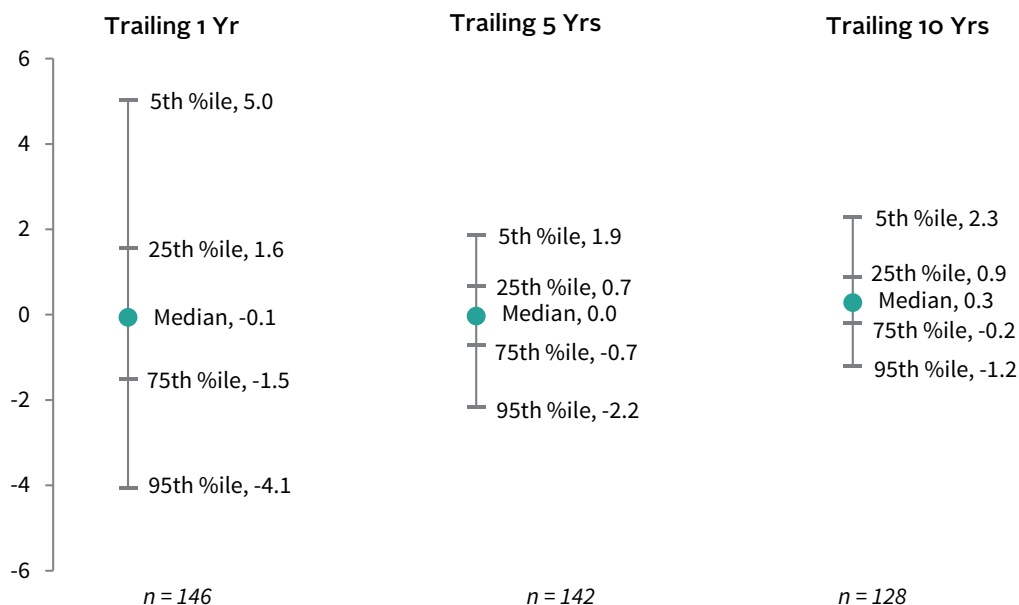 Trailing 1 Yr
Trailing 5 Yrs
Trailing 10 Yrs
6
4
2
0
-2
-4
-6
5th %ile, 5.0
25th %ile, 1.6
Median, -0.1
75th %ile, -1.5
95th %ile, -4.1
5th %ile, 1.9
25th %ile, 0.7
Median, 0.0
75th %ile, -0.7
95th %ile, -2.2
5th %ile, 2.3
25th %ile, 0.9
Median, 0.3
75th %ile, -0.2
95th %ile, -1.2
n = 146
n = 142
n = 128